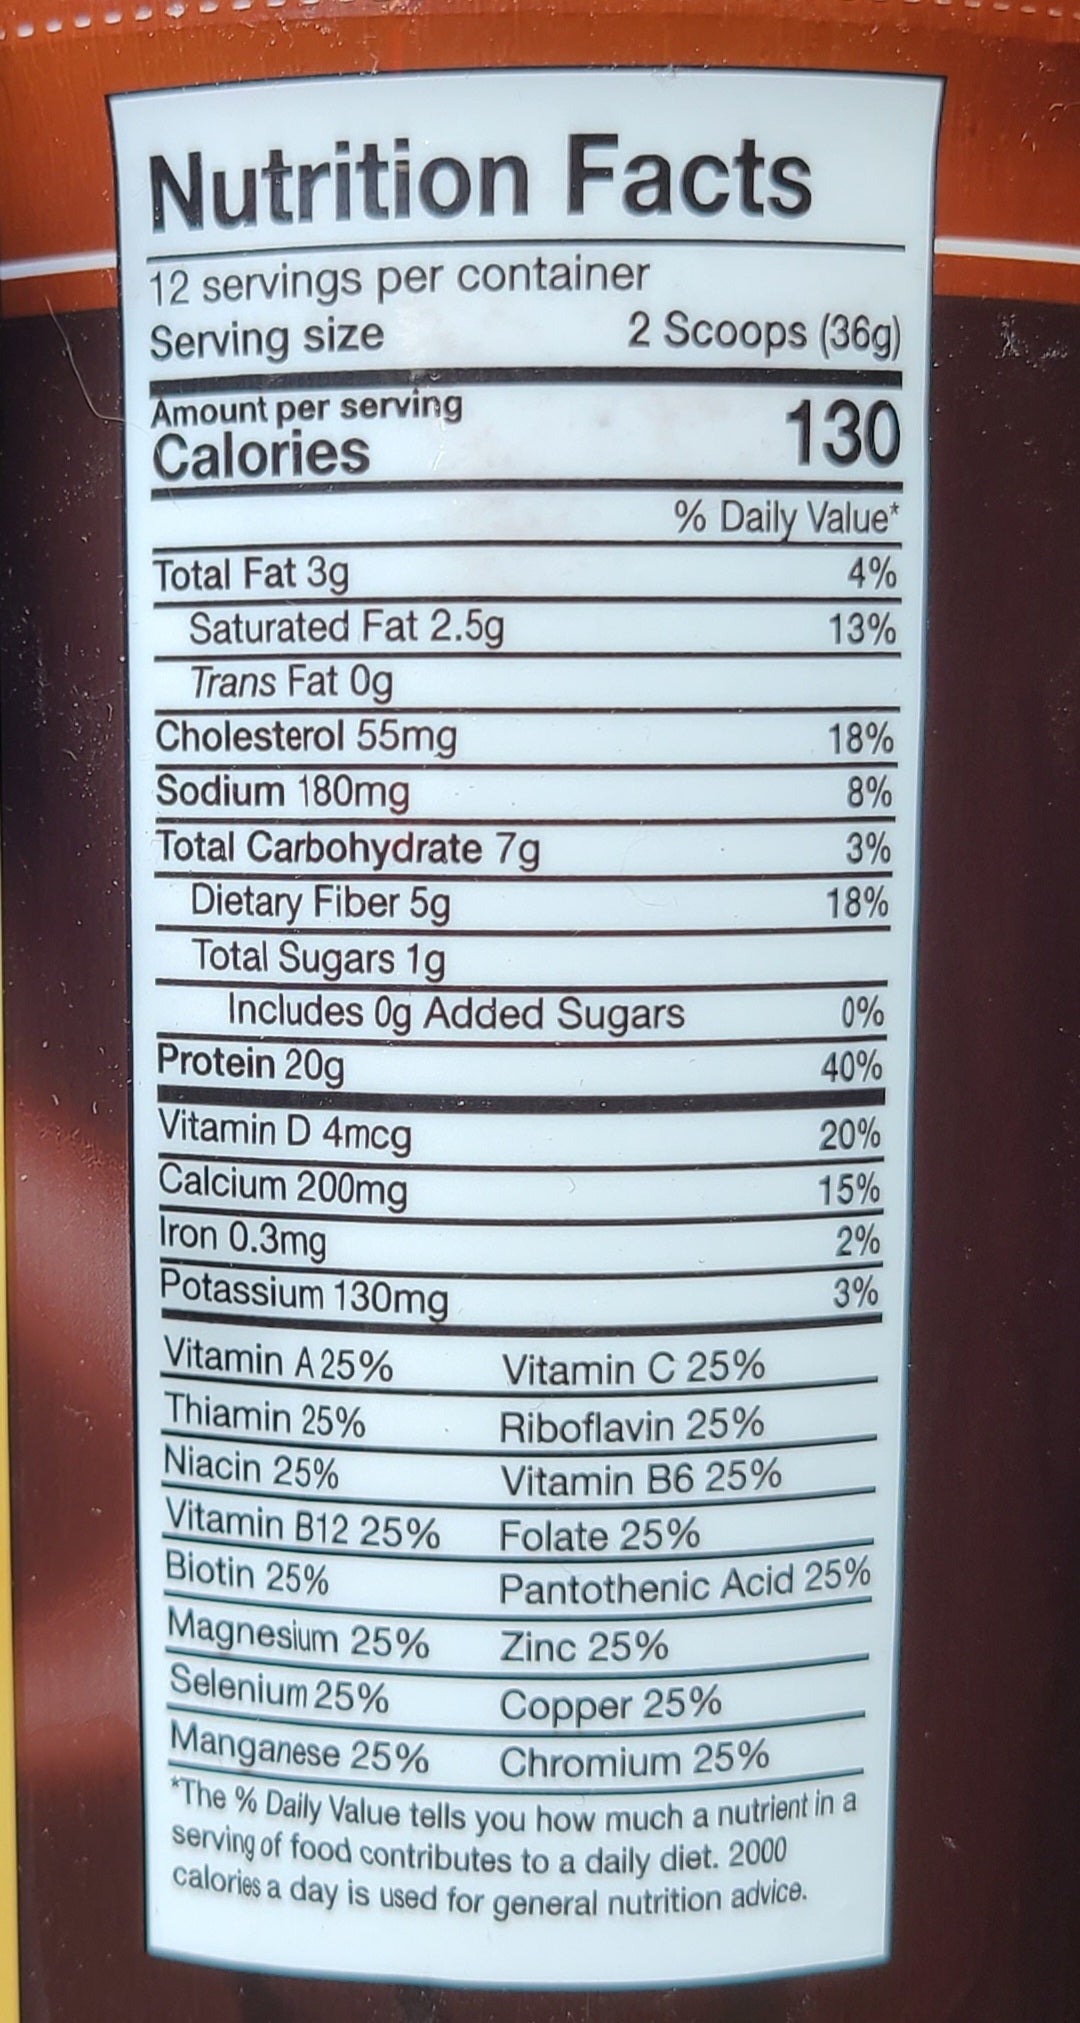 Nutrition Facts
12 servings per container
Serving size 2 Scoops (36g)
Amount per serving
Calories 130
% Daily Value*
Total Fat 3g 4%
Saturated Fat 2.5g 13%
Trans Fat 0g
Cholesterol 55mg 18%
Sodium 180mg 8%
Total Carbohydrate 7g 3%
Dietary Fiber 5g 18%
Total Sugars 1g
Includes 0g Added Sugars 0%
Protein 20g 40%
Vitamin D 4mcg 20%
Calcium 200mg 15%
Iron 0.3mg 2%
Potassium 130mg 3%
Vitamin A 25% Vitamin C 25%
Thiamin 25% Riboflavin 25%
Niacin 25% Vitamin B6 25%
Vitamin B12 25% Folate 25%
Biotin 25% Pantothenic Acid 25%
Magnesium 25% Zinc 25%
Selenium 25% Copper 25%
Manganese 25% Chromium 25%
*The % Daily Value tells you how much a nutrient in a
serving of food contributes to a daily diet. 2000
calories a day is used for general nutrition advice.